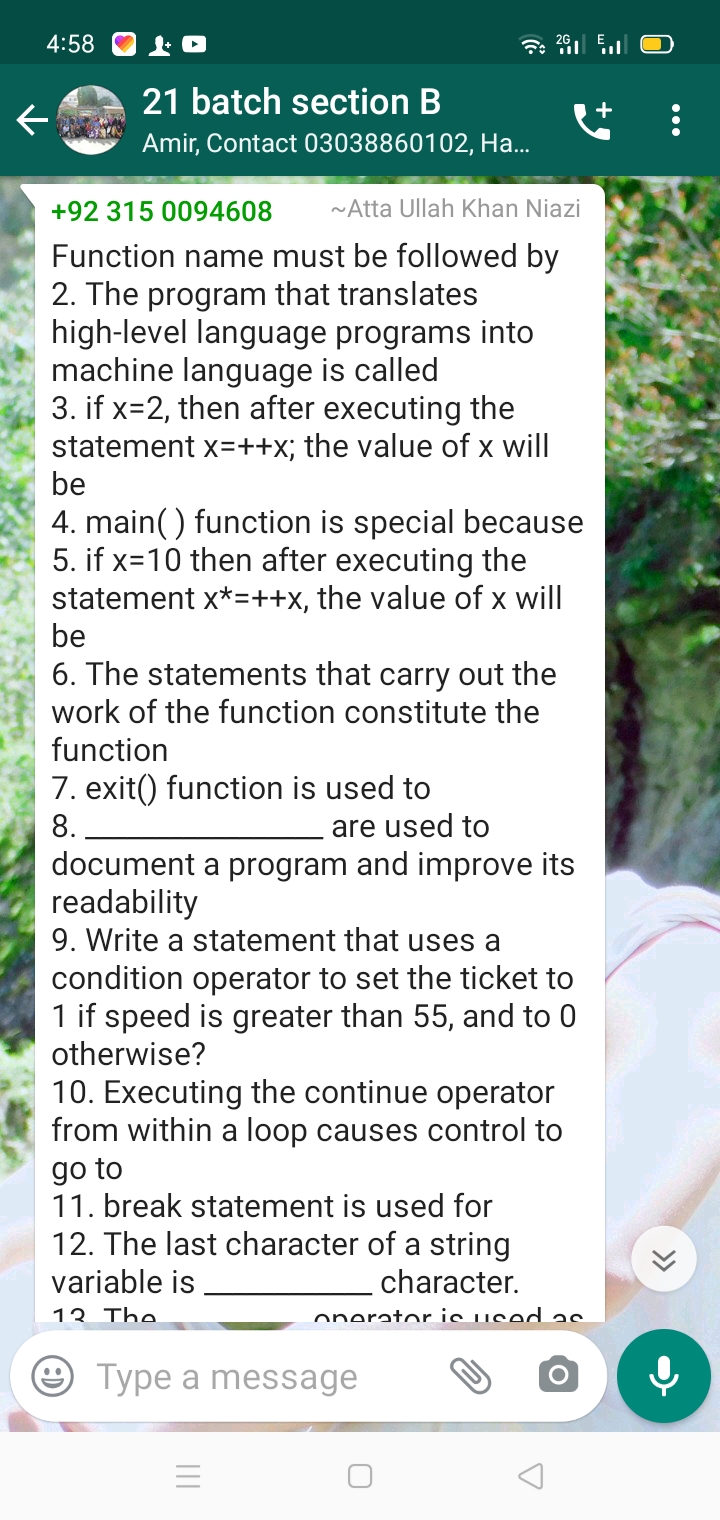 4:58
2G
E
21 batch section B
Amir, Contact 03038860102, Ha...
+92 315 0094608 ~Atta Ullah Khan Niazi
Function name must be followed by
2. The program that translates
high-level language programs into
machine language is called
3. if x=2, then after executing the
statement x=++x; the value of x will
be
4. main( ) function is special because
5. if x=10 then after executing the
statement x*=++x, the value of x will
be
6. The statements that carry out the
work of the function constitute the
function
7. exit() function is used to
8. _______________ are used to
document a program and improve its
readability
9. Write a statement that uses a
condition operator to set the ticket to
1 if speed is greater than 55, and to 0
otherwise?
10. Executing the continue operator
from within a loop causes control to
go to
11. break statement is used for
12. The last character of a string
variable is ___________ character.
13. The __________ operator is used as
Type a message